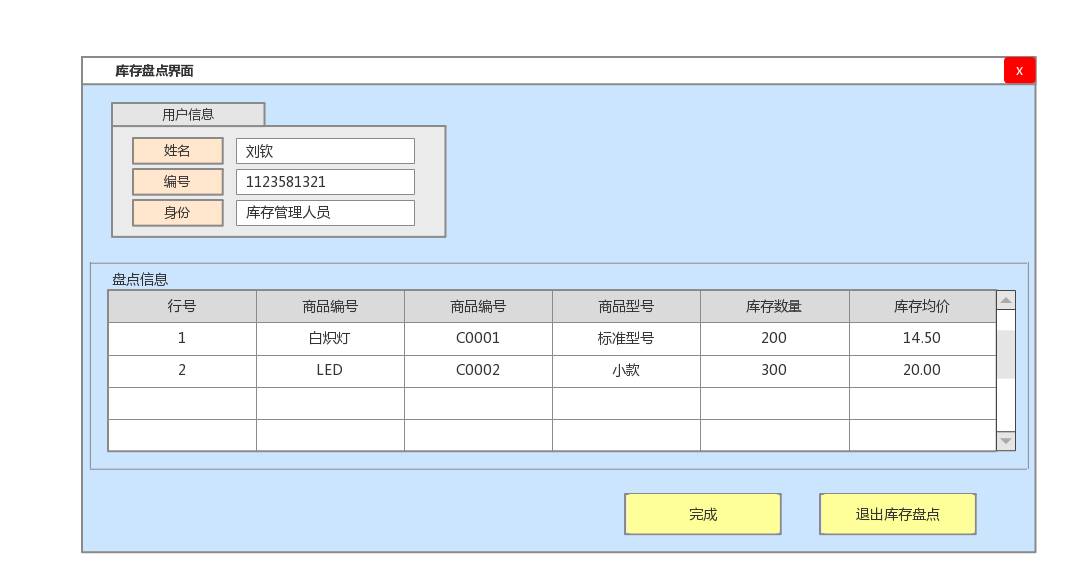 库存盘点界面 x
用户信息
姓名 刘钦
编号 1123581321
身份 库存管理人员
盘点信息
行号 商品编号 商品编号 商品型号 库存数量 库存均价
1 白炽灯 C0001 标准型号 200 14.50
2 LED C0002 小款 300 20.00
完成 退出库存盘点